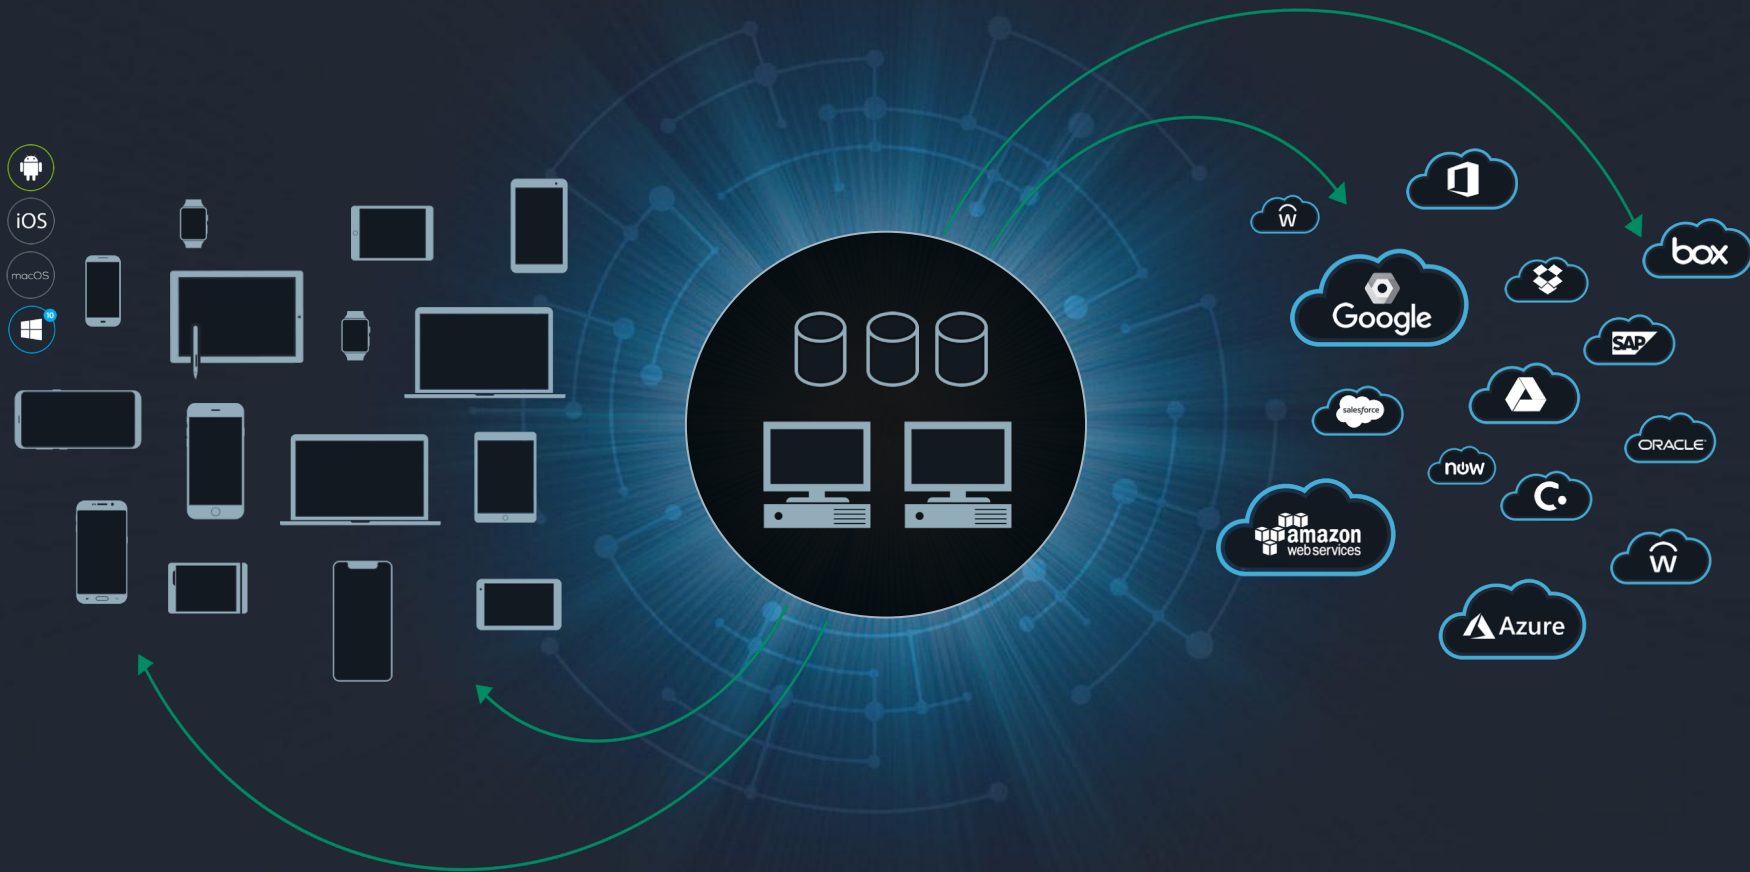 iOS
macOS
10
W
box
Google
SAP
salesforce
ORACLE
now
C.
amazon
web services
W
Azure